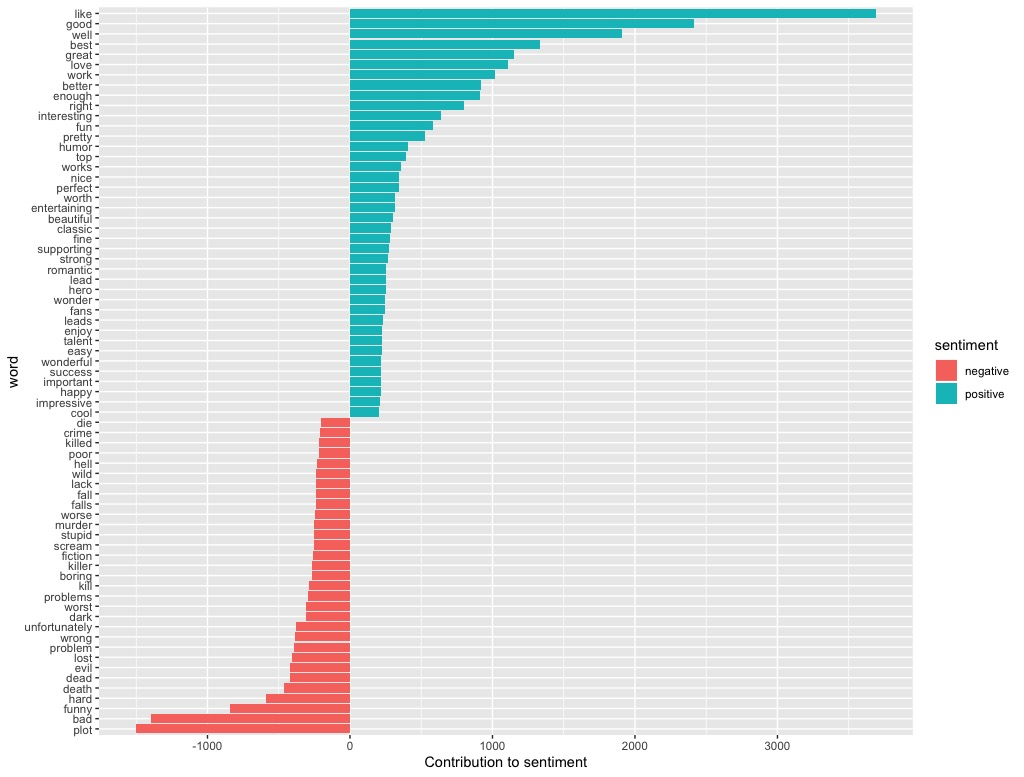 like
good
well
best
great
love
work
better
enough
right
interesting
fun
pretty
humor
top
works
nice
perfect
worth
entertaining
beautiful
classic
fine
supporting
strong
romantic
lead
hero
wonder
fans
leads
enjoy
talent
easy
wonderful
success
important
happy
impressive
cool
die
crime
killed
poor
hell
wild
lack
fall
falls
worse
murder
stupid
scream
fiction
killer
boring
kill
problems
worst
dark
unfortunately
wrong
problem
lost
evil
dead
death
hard
funny
bad
plot
word
-1000 0 1000 2000 3000
Contribution to sentiment
sentiment
negative
positive